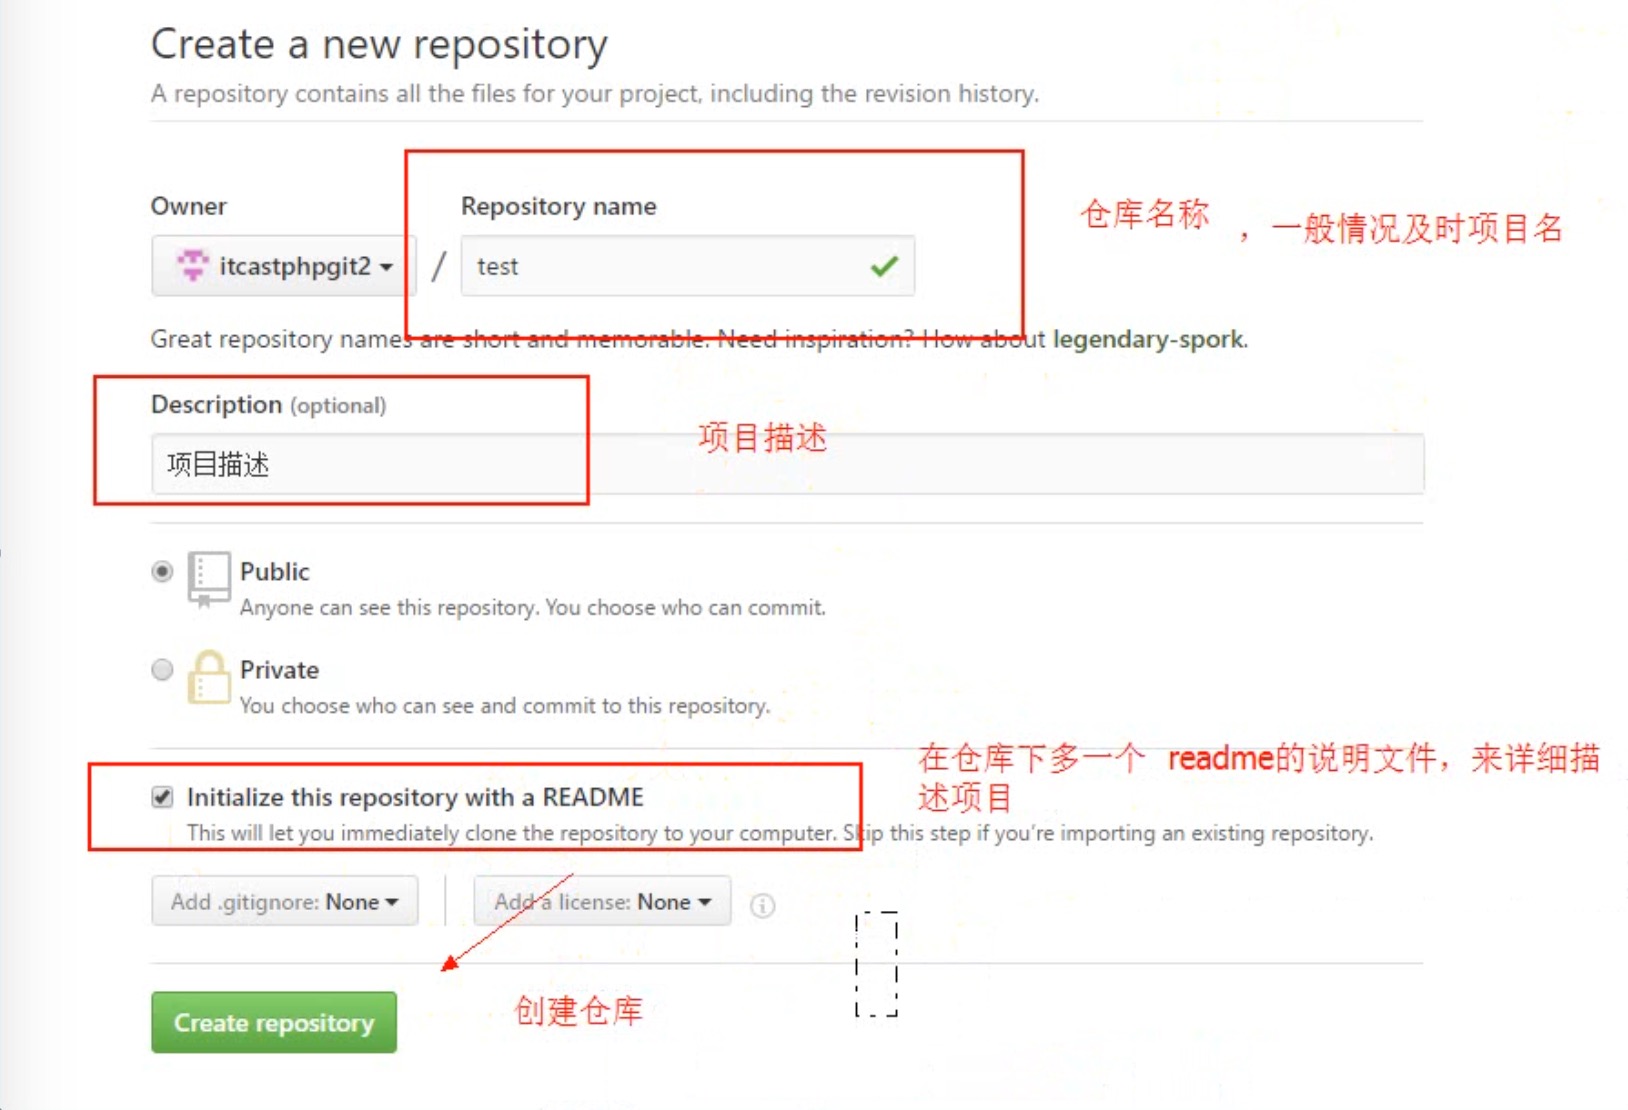 Create a new repository
A repository contains all the files for your project, including the revision history.
Owner
Repository name
仓库名称 ，一般情况及时项目名
itcastphpgit2 / test
Great repository names are short and memorable. Need inspiration? How about legendary-spork.
Description (optional)
项目描述
项目描述
Public
Anyone can see this repository. You choose who can commit.
Private
You choose who can see and commit to this repository.
在仓库下多一个 readme的说明文件，来详细描
述项目
Initialize this repository with a README
This will let you immediately clone the repository to your computer. Skip this step if you're importing an existing repository.
Add .gitignore: None
Add a license: None
创建仓库
Create repository